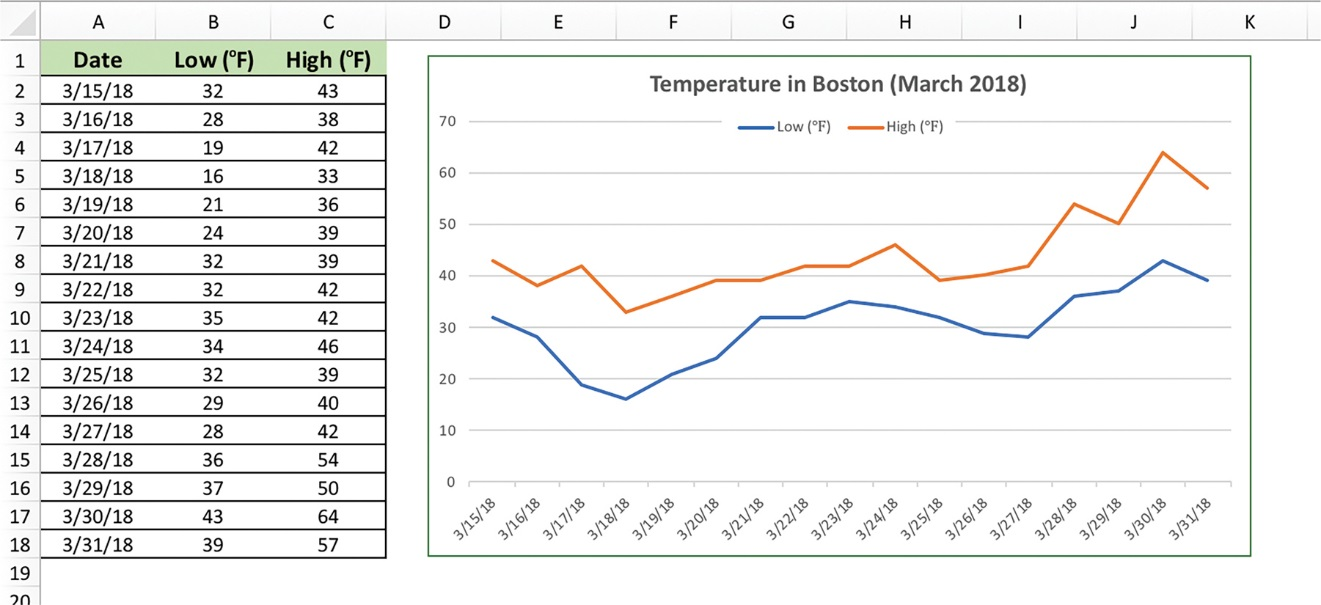 A B C D E F G H I J K
1 Date Low (°F) High (°F)
2 3/15/18 32 43
3 3/16/18 28 38
4 3/17/18 19 42
5 3/18/18 16 33
6 3/19/18 21 36
7 3/20/18 24 39
8 3/21/18 32 39
9 3/22/18 32 42
10 3/23/18 35 42
11 3/24/18 34 46
12 3/25/18 32 39
13 3/26/18 29 40
14 3/27/18 28 42
15 3/28/18 36 54
16 3/29/18 37 50
17 3/30/18 43 64
18 3/31/18 39 57
19
20
Temperature in Boston (March 2018)
Low (°F) High (°F)
70
60
50
40
30
20
10
0
3/15/18 3/16/18 3/17/18 3/18/18 3/19/18 3/20/18 3/21/18 3/22/18 3/23/18 3/24/18 3/25/18 3/26/18 3/27/18 3/28/18 3/29/18 3/30/18 3/31/18